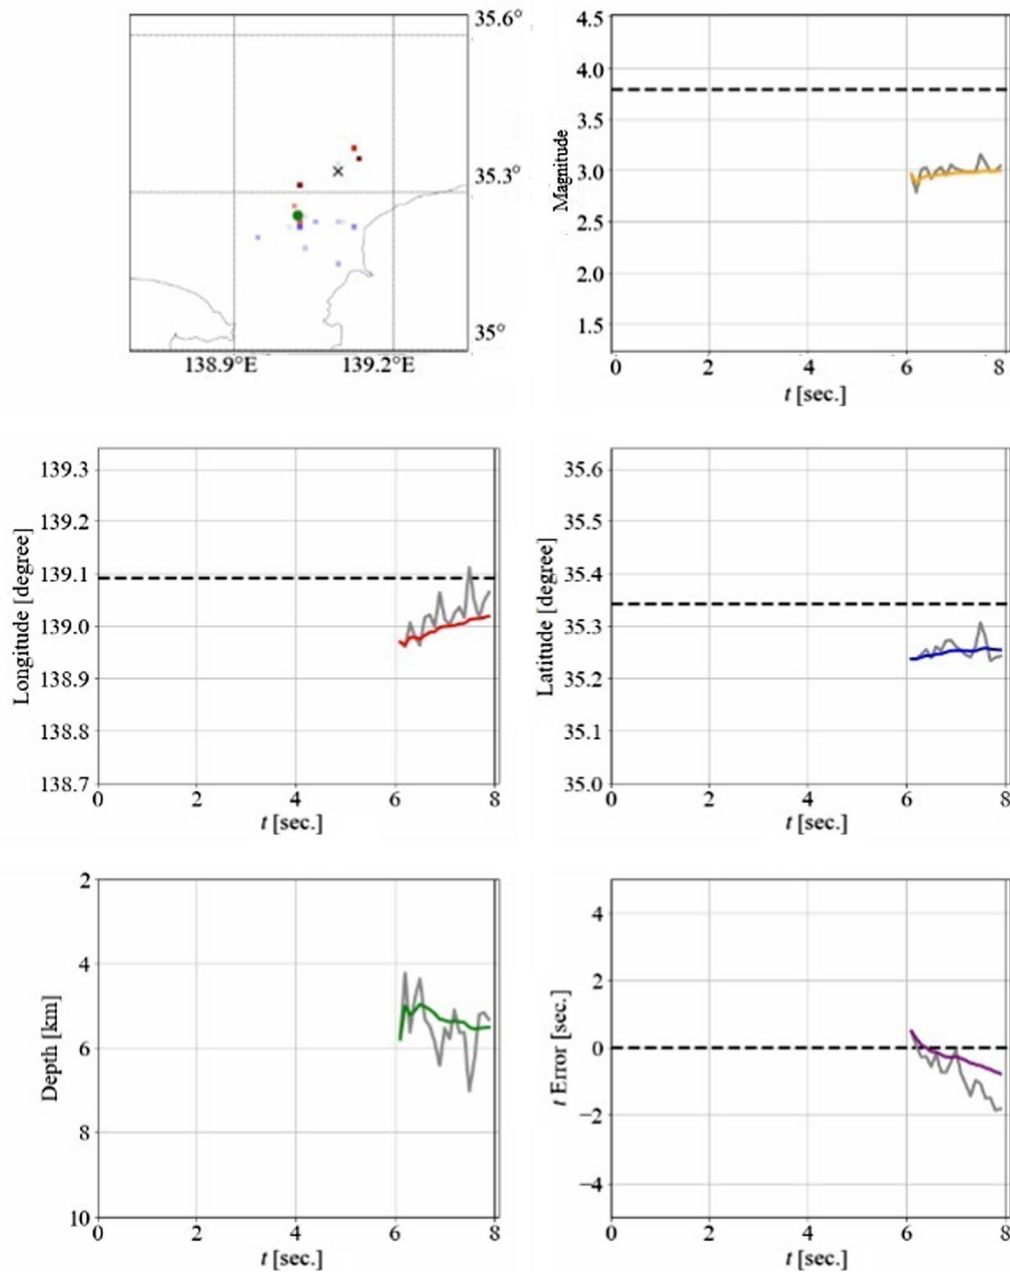 35.6°
35.3°
35°
138.9°E 139.2°E
4.5
4.0
3.5
3.0
2.5
2.0
1.5
Magnitude
0 2 4 6 8
t [sec.]
139.3
139.2
139.1
139.0
138.9
138.8
138.7
Longitude [degree]
0 2 4 6 8
t [sec.]
35.6
35.5
35.4
35.3
35.2
35.1
35.0
Latitude [degree]
0 2 4 6 8
t [sec.]
2
4
6
8
10
Depth [km]
0 2 4 6 8
t [sec.]
4
2
0
−2
−4
t Error [sec.]
0 2 4 6 8
t [sec.]